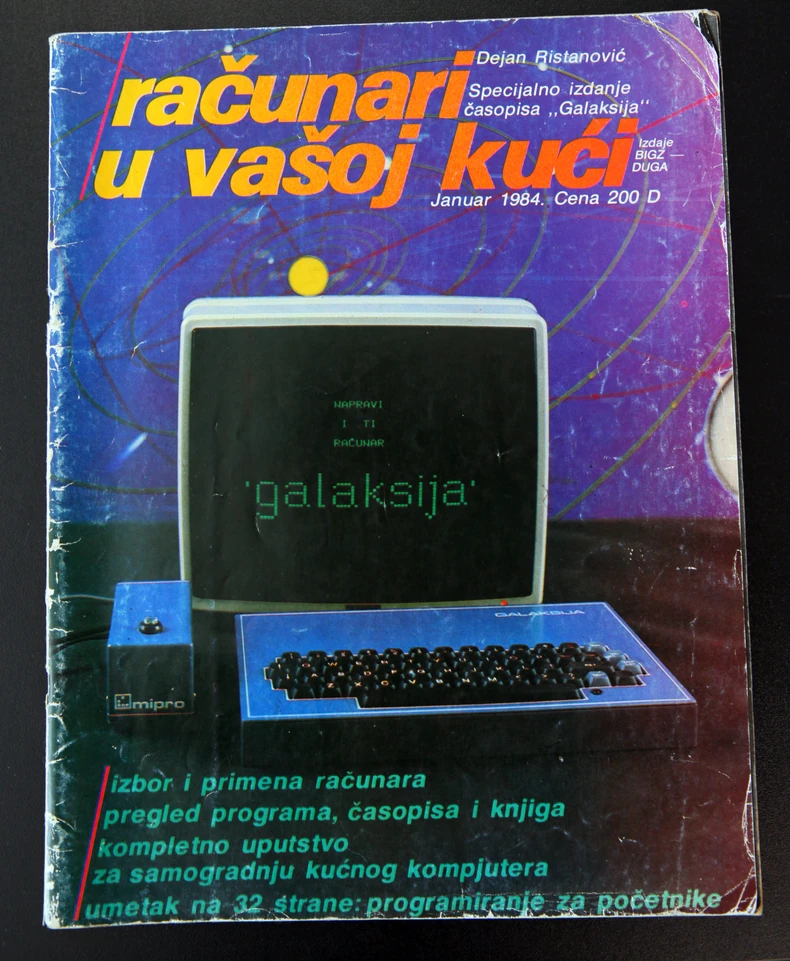 računari
u vašoj kući
Dejan Ristanović
Specijalno izdanje
časopisa ,,Galaksija"
Izdaje
BIGZ —
DUGA
Januar 1984. Cena 200 D
NAPRAVI
I TI
RAČUNAR
'galaksija'
GALAKSIJA
mipro
izbor i primena računara
pregled programa, časopisa i knjiga
kompletno uputstvo
za samogradnju kućnog kompjutera
umetak na 32 strane: programiranje za početnike